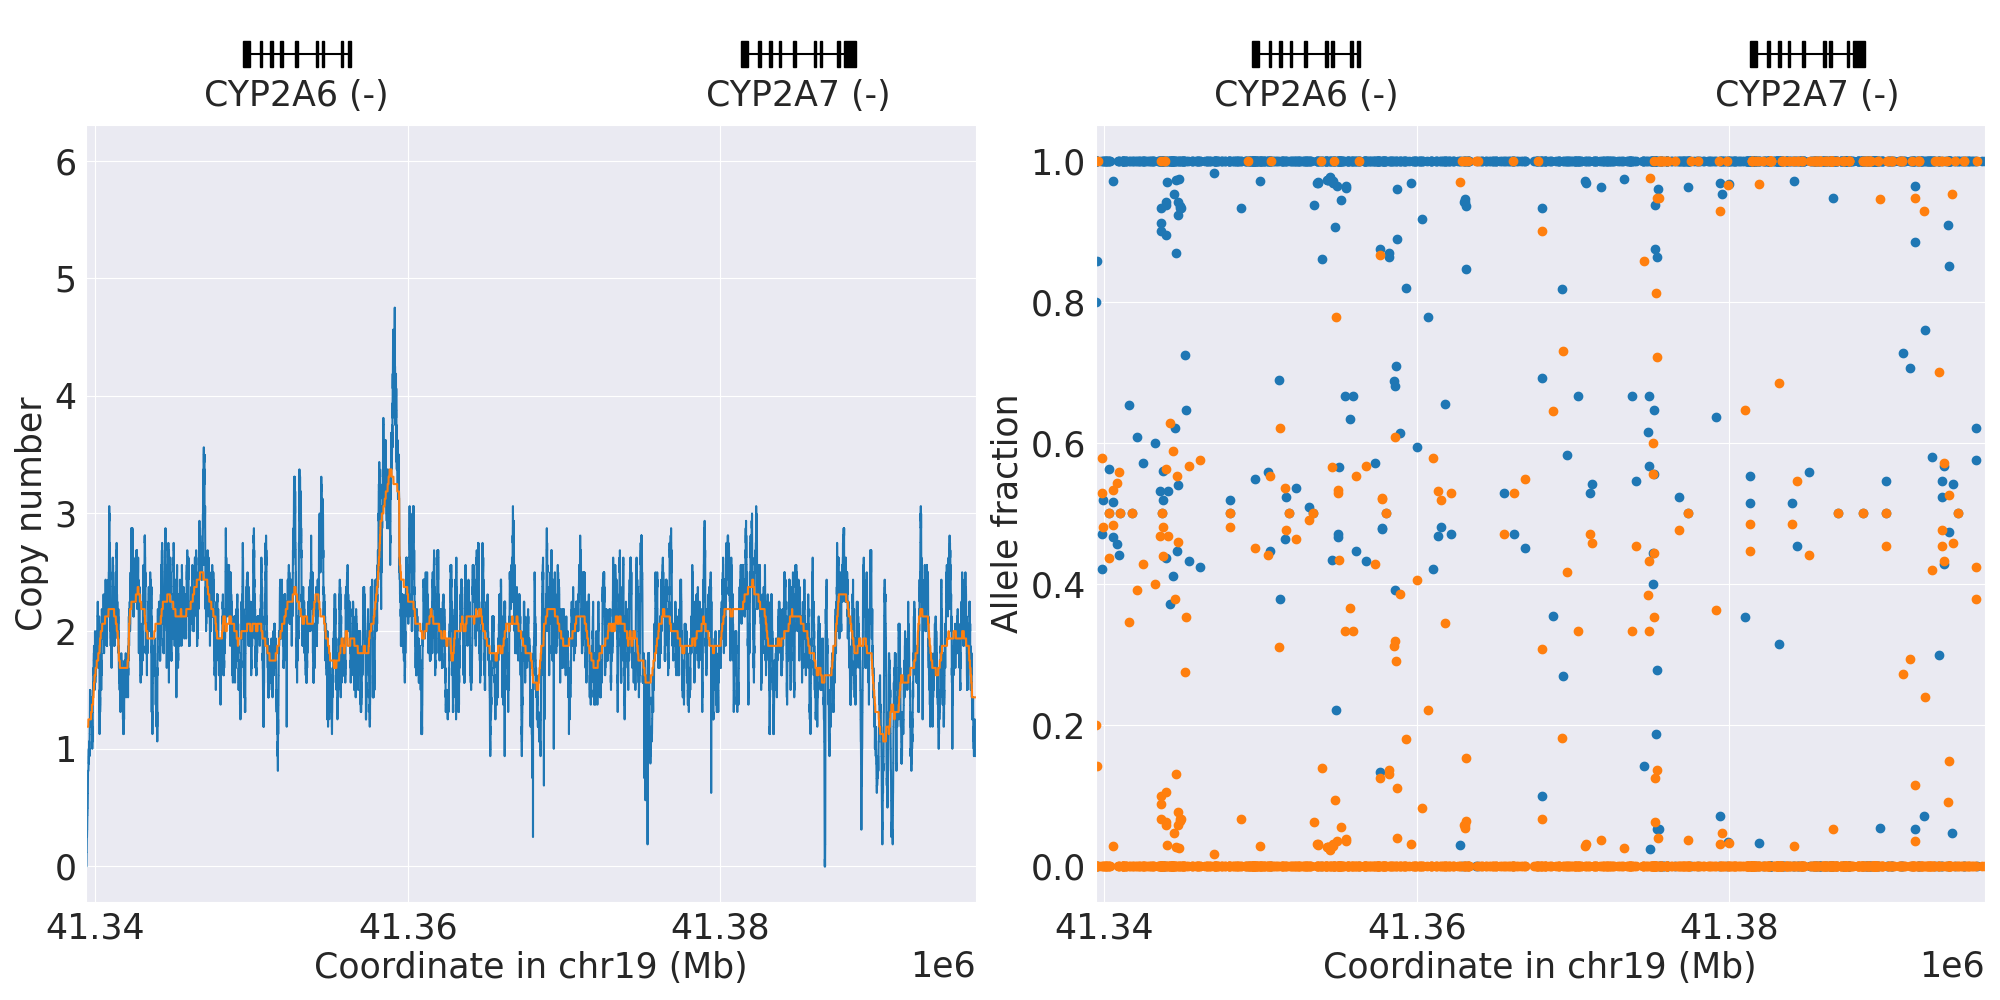 CYP2A6 (-)
CYP2A7 (-)
6
5
4
3
2
1
0
Copy number
41.34
41.36
41.38
Coordinate in chr19 (Mb)
1e6
CYP2A6 (-)
CYP2A7 (-)
1.0
0.8
0.6
0.4
0.2
0.0
Allele fraction
41.34
41.36
41.38
Coordinate in chr19 (Mb)
1e6